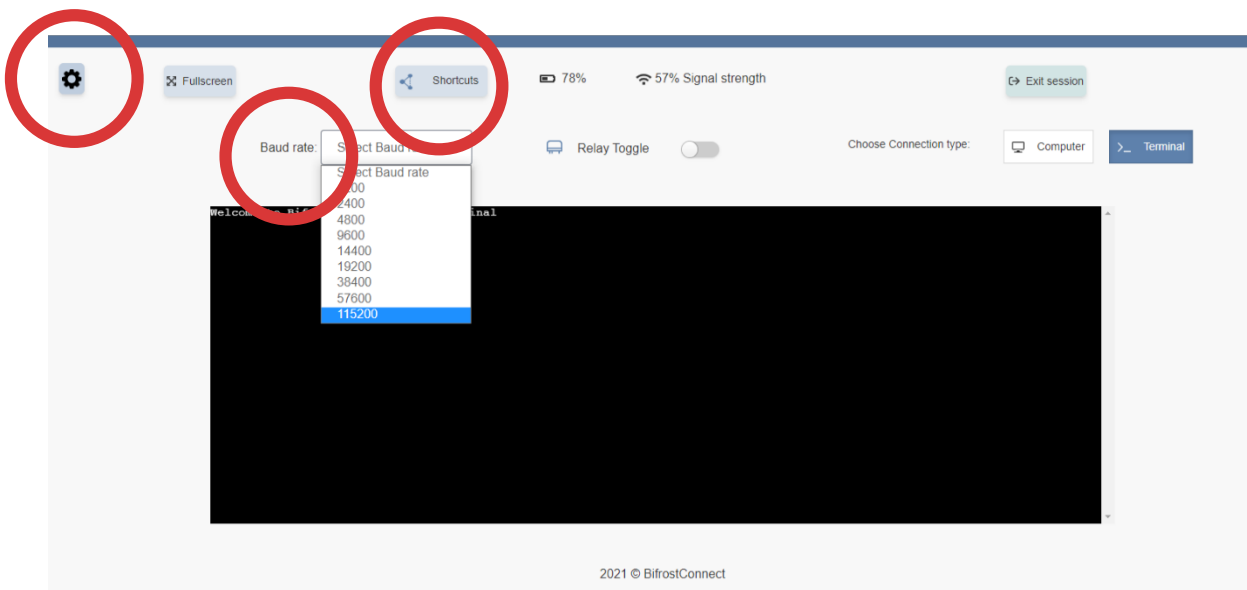 Fullscreen
Shortcuts
78%
57% Signal strength
Exit session
Baud rate:
Relay Toggle
Choose Connection type:
Computer
>_ Terminal
Select Baud rate
2400
4800
9600
14400
19200
38400
57600
115200
2021 © BifrostConnect